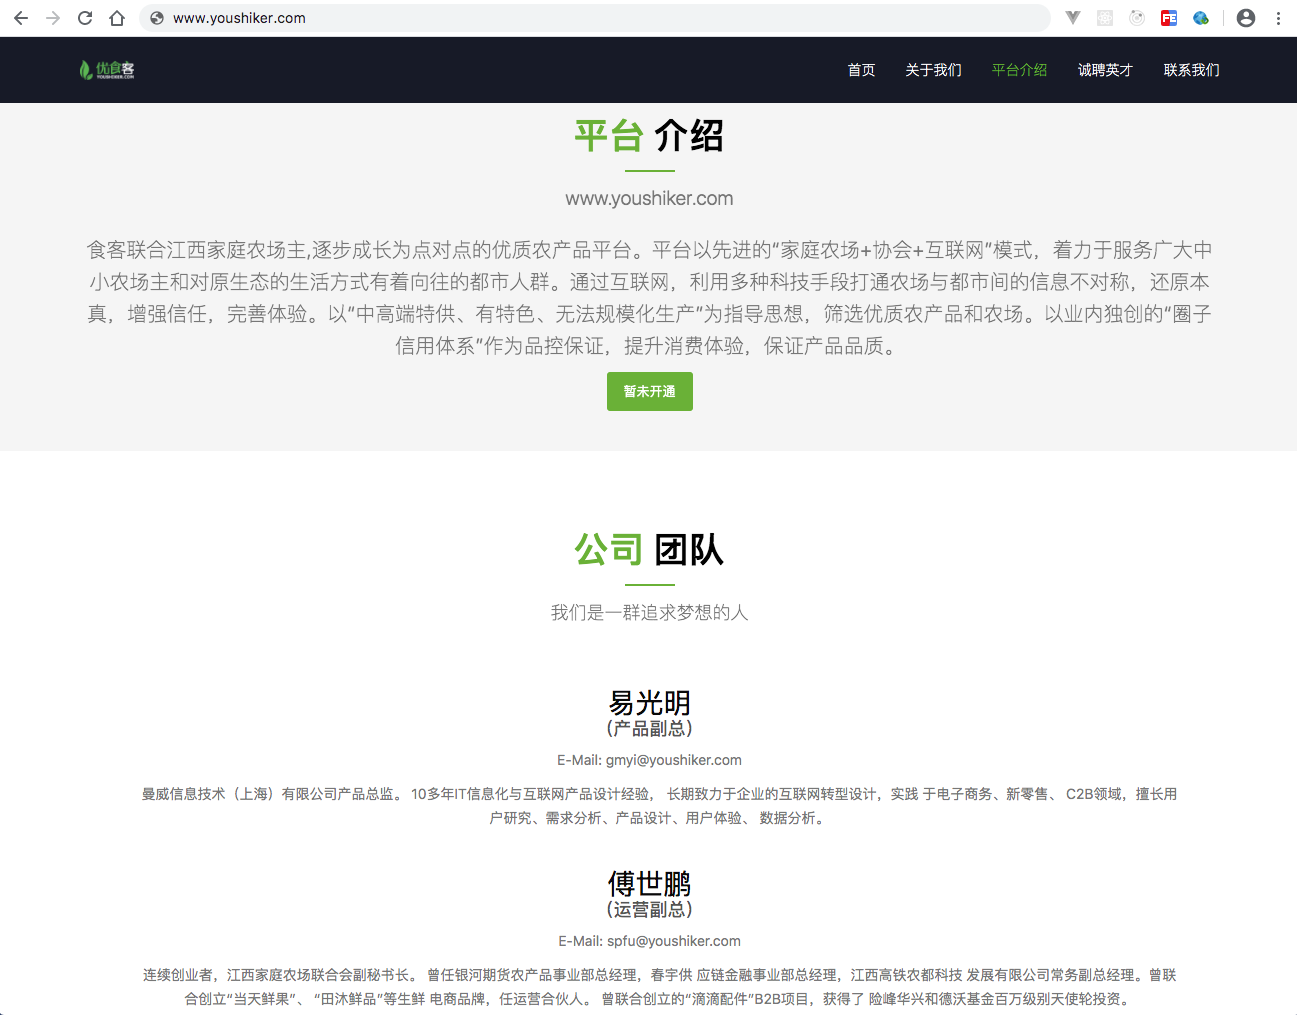 www.youshiker.com
优食客
YOUSHIKER.COM
首页 关于我们 平台介绍 诚聘英才 联系我们
平台 介绍
www.youshiker.com
食客联合江西家庭农场主,逐步成长为点对点的优质农产品平台。平台以先进的“家庭农场+协会+互联网”模式，着力于服务广大中
小农场主和对原生态的生活方式有着向往的都市人群。通过互联网，利用多种科技手段打通农场与都市间的信息不对称，还原本
真，增强信任，完善体验。以“中高端特供、有特色、无法规模化生产”为指导思想，筛选优质农产品和农场。以业内独创的“圈子
信用体系”作为品控保证，提升消费体验，保证产品品质。
暂未开通
公司 团队
我们是一群追求梦想的人
易光明
（产品副总）
E-Mail: gmyi@youshiker.com
曼威信息技术（上海）有限公司产品总监。 10多年IT信息化与互联网产品设计经验， 长期致力于企业的互联网转型设计，实践 于电子商务、新零售、 C2B领域，擅长用
户研究、需求分析、产品设计、用户体验、 数据分析。
傅世鹏
（运营副总）
E-Mail: spfu@youshiker.com
连续创业者，江西家庭农场联合会副秘书长。 曾任银河期货农产品事业部总经理，春宇供 应链金融事业部总经理，江西高铁农都科技 发展有限公司常务副总经理。曾联
合创立“当天鲜果”、 “田沐鲜品”等生鲜 电商品牌，任运营合伙人。 曾联合创立的“滴滴配件”B2B项目，获得了 险峰华兴和德沃基金百万级别天使轮投资。